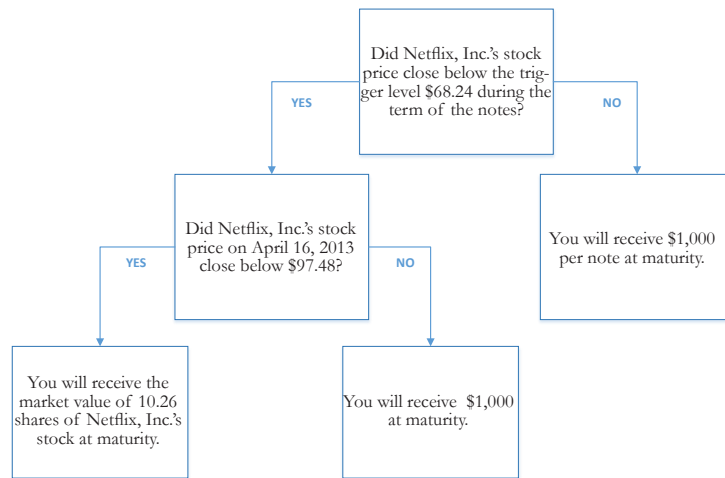 Did Netflix, Inc.'s stock
price close below the trig-
ger level $68.24 during the
term of the notes?
YES
NO
Did Netflix, Inc.'s stock
price on April 16, 2013
close below $97.48?
You will receive $1,000
per note at maturity.
YES
NO
You will receive the
market value of 10.26
shares of Netflix, Inc.'s
stock at maturity.
You will receive $1,000
at maturity.